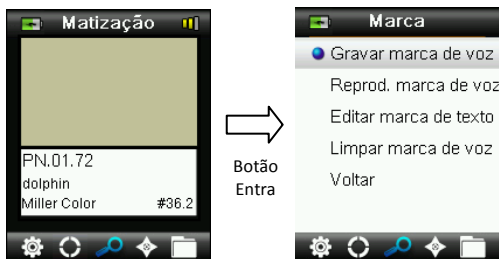 Matização
PN.01.72
dolphin
Miller Color #36.2
Botão
Entra
Marca
Gravar marca de voz
Reprod. marca de voz
Editar marca de texto
Limpar marca de voz
Voltar